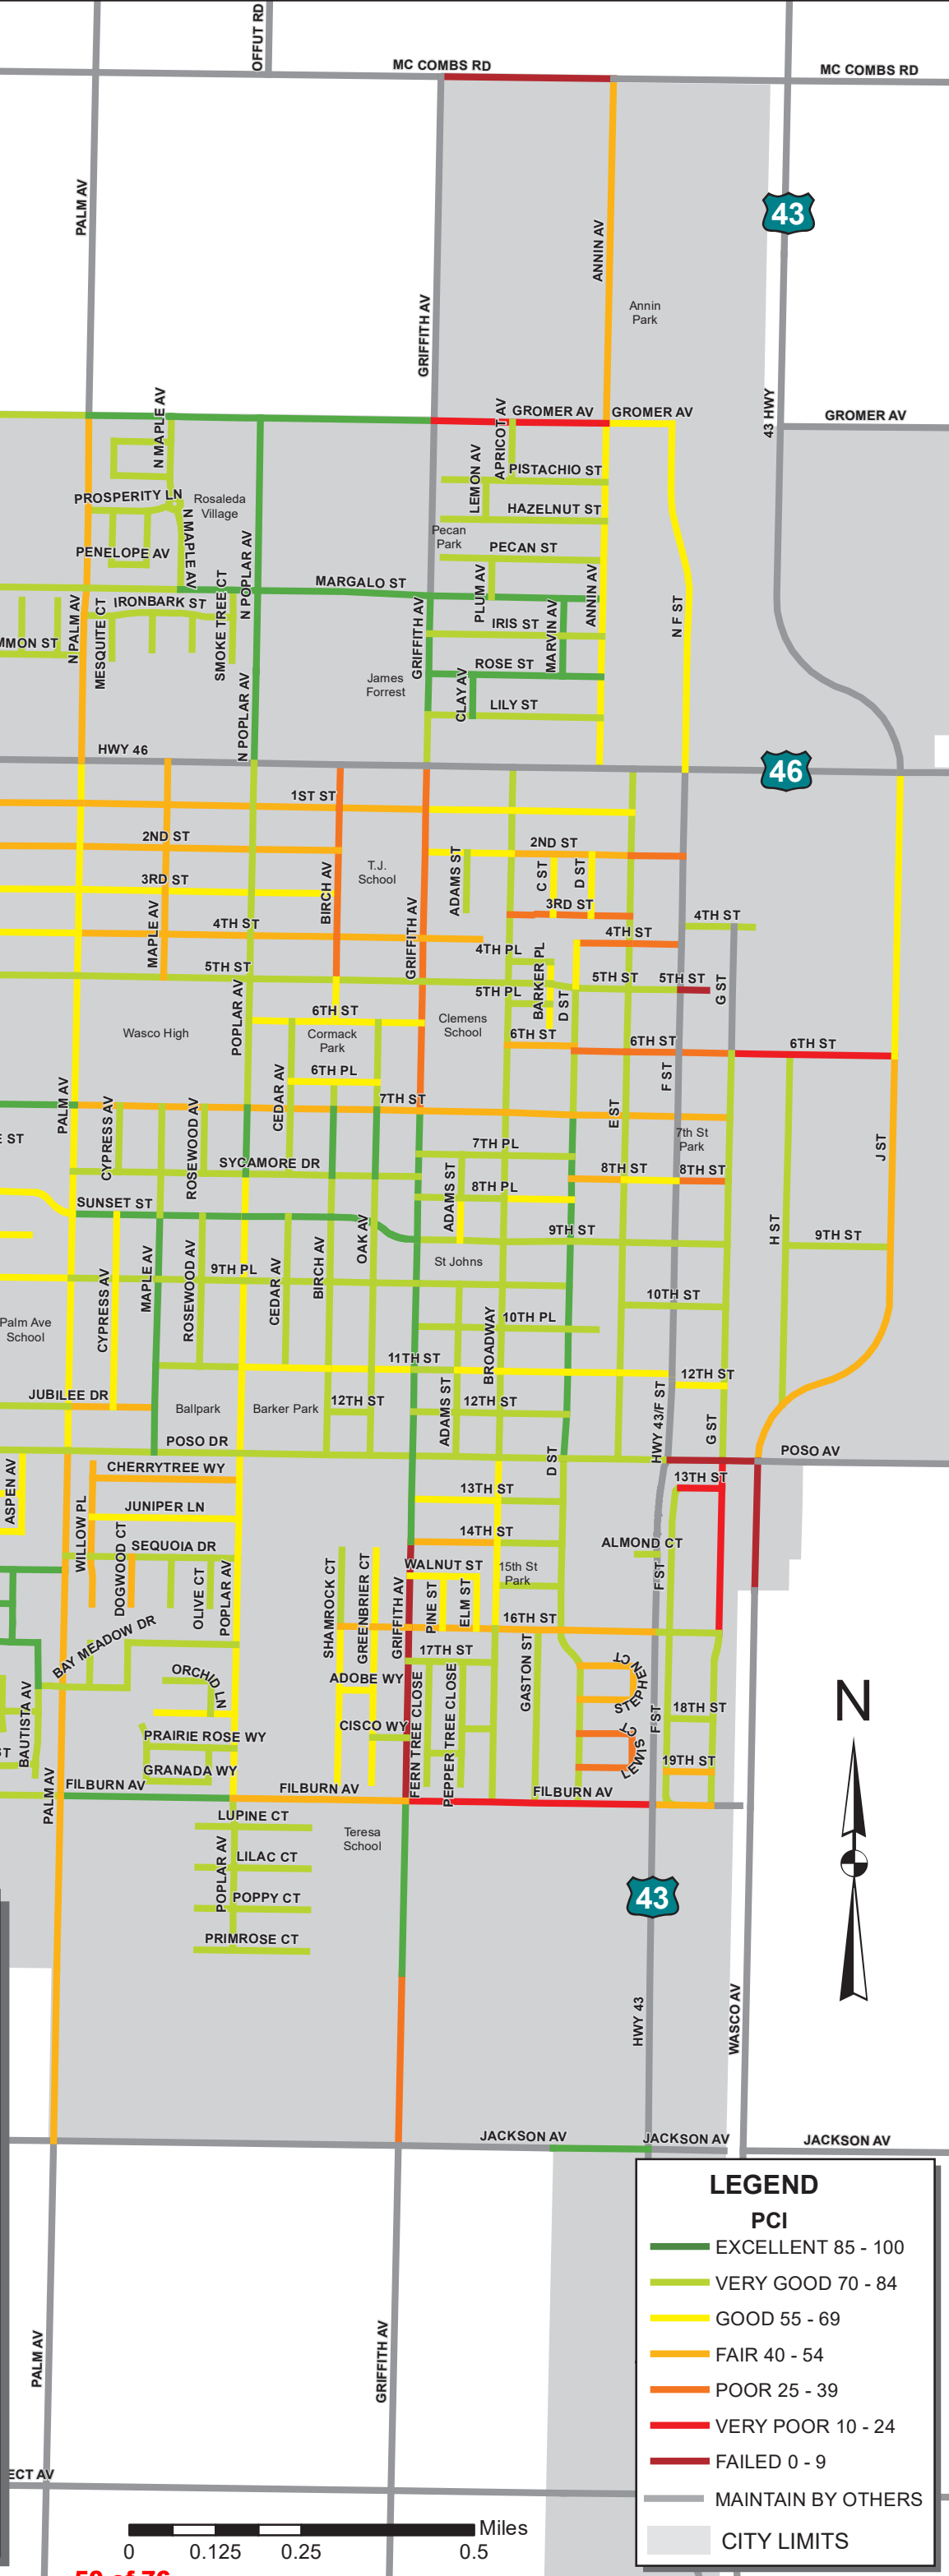 OFFUT RD
MC COMBS RD
MC COMBS RD
PALM AV
43
ANNIN AV
GRIFFITH AV
Annin
Park
43 HWY
N MAPLE AV
APRICOT AV
GROMER AV
GROMER AV
GROMER AV
LEMON AV
PISTACHIO ST
PROSPERITY LN
Rosaleda
Village
HAZELNUT ST
N MAPLE AV
Pecan
Park
PECAN ST
PENELOPE AV
N POPLAR AV
MARGALO ST
PLUM AV
ANNIN AV
IRONBARK ST
SMOKE TREE CT
N PALM AV
MESQUITE CT
GRIFFITH AV
IRIS ST
MARVIN AV
N F ST
MMON ST
ROSE ST
James
Forrest
CLAY AV
LILY ST
N POPLAR AV
HWY 46
46
1ST ST
2ND ST
2ND ST
T.J.
School
ADAMS ST
C ST
D ST
3RD ST
BIRCH AV
3RD ST
MAPLE AV
4TH ST
GRIFFITH AV
4TH ST
4TH ST
4TH PL
BARKER PL
5TH ST
5TH ST
5TH ST
G ST
5TH PL
D ST
POPLAR AV
6TH ST
Wasco High
Cormack
Park
Clemens
School
6TH ST
6TH ST
6TH ST
6TH PL
CEDAR AV
F ST
PALM AV
7TH ST
CYPRESS AV
ROSEWOOD AV
E ST
7th St
Park
E ST
7TH PL
J ST
SYCAMORE DR
8TH ST
8TH ST
ADAMS ST
8TH PL
SUNSET ST
OAK AV
9TH ST
H ST
9TH ST
MAPLE AV
ROSEWOOD AV
BIRCH AV
CEDAR AV
9TH PL
St Johns
CYPRESS AV
10TH ST
Palm Ave
School
BROADWAY
10TH PL
11TH ST
12TH ST
JUBILEE DR
Ballpark
Barker Park
12TH ST
ADAMS ST
12TH ST
HWY 43/F ST
G ST
POSO DR
POSO AV
D ST
CHERRYTREE WY
13TH ST
ASPEN AV
13TH ST
JUNIPER LN
WILLOW PL
14TH ST
DOGWOOD CT
SEQUOIA DR
ALMOND CT
SHAMROCK CT
GREENBRIER CT
WALNUT ST
15th St
Park
F ST
OLIVE CT
POPLAR AV
GRIFFITH AV
PINE ST
ELM ST
16TH ST
BAY MEADOW DR
17TH ST
GASTON ST
STEPHEN CT
ORCHID LN
ADOBE WY
BAUTISTA AV
FERN TREE CLOSE
PEPPER TREE CLOSE
18TH ST
F ST
CISCO WY
PRAIRIE ROSE WY
LEWIS CT
ST
GRANADA WY
19TH ST
PALM AV
FILBURN AV
FILBURN AV
FILBURN AV
LUPINE CT
Teresa
School
POPLAR AV
LILAC CT
POPPY CT
PRIMROSE CT
43
N
HWY 43
WASCO AV
JACKSON AV
JACKSON AV
JACKSON AV
LEGEND
PCI
EXCELLENT 85 - 100
VERY GOOD 70 - 84
GOOD 55 - 69
FAIR 40 - 54
POOR 25 - 39
VERY POOR 10 - 24
FAILED 0 - 9
MAINTAIN BY OTHERS
CITY LIMITS
PALM AV
GRIFFITH AV
ECT AV
Miles
0 0.125 0.25 0.5